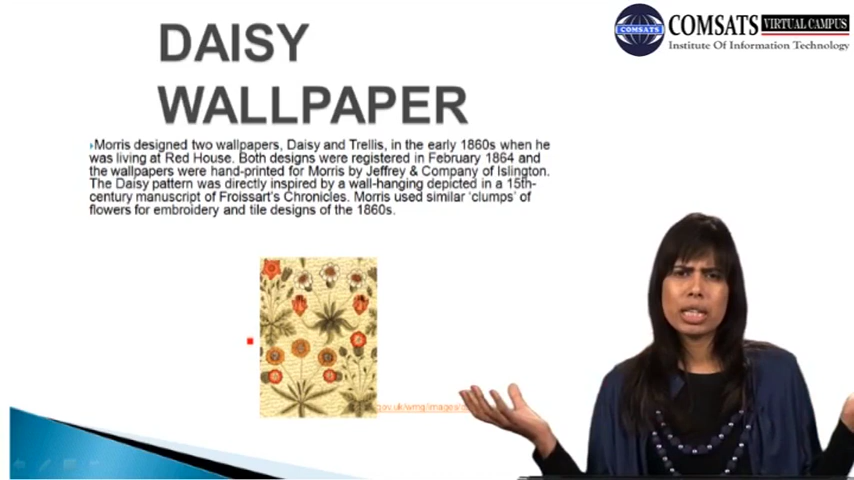 DAISY
WALLPAPER
COMSATS
COMSATS VIRTUAL CAMPUS
Institute Of Information Technology
Morris designed two wallpapers, Daisy and Trellis, in the early 1860s when he
was living at Red House. Both designs were registered in February 1864 and
the wallpapers were hand-printed for Morris by Jeffrey & Company of Islington.
The Daisy pattern was directly inspired by a wall-hanging depicted in a 15th-
century manuscript of Froissart's Chronicles. Morris used similar ‘clumps’ of
flowers for embroidery and tile designs of the 1860s.
gov.uk/wmg/images/